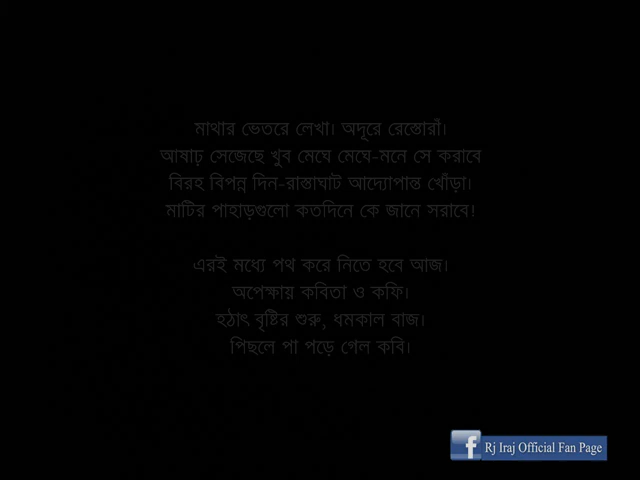 মাথার ভেতরে লেখা। অদূরে রেস্তোরাঁ।
আষাঢ় সেজেছে খুব মেঘে মেঘে-মনে সে করাবে
বিরহ বিপন্ন দিন-রাস্তাঘাট আদ্যোপান্ত খোঁড়া।
মাটির পাহাড়গুলো কতদিনে কে জানে সরাবে!
এরই মধ্যে পথ করে নিতে হবে আজ।
অপেক্ষায় কবিতা ও কফি।
হঠাৎ বৃষ্টির শুরু, ধমকাল বাজ।
পিছলে পা পড়ে গেল কবি।
Rj Iraj Official Fan Page